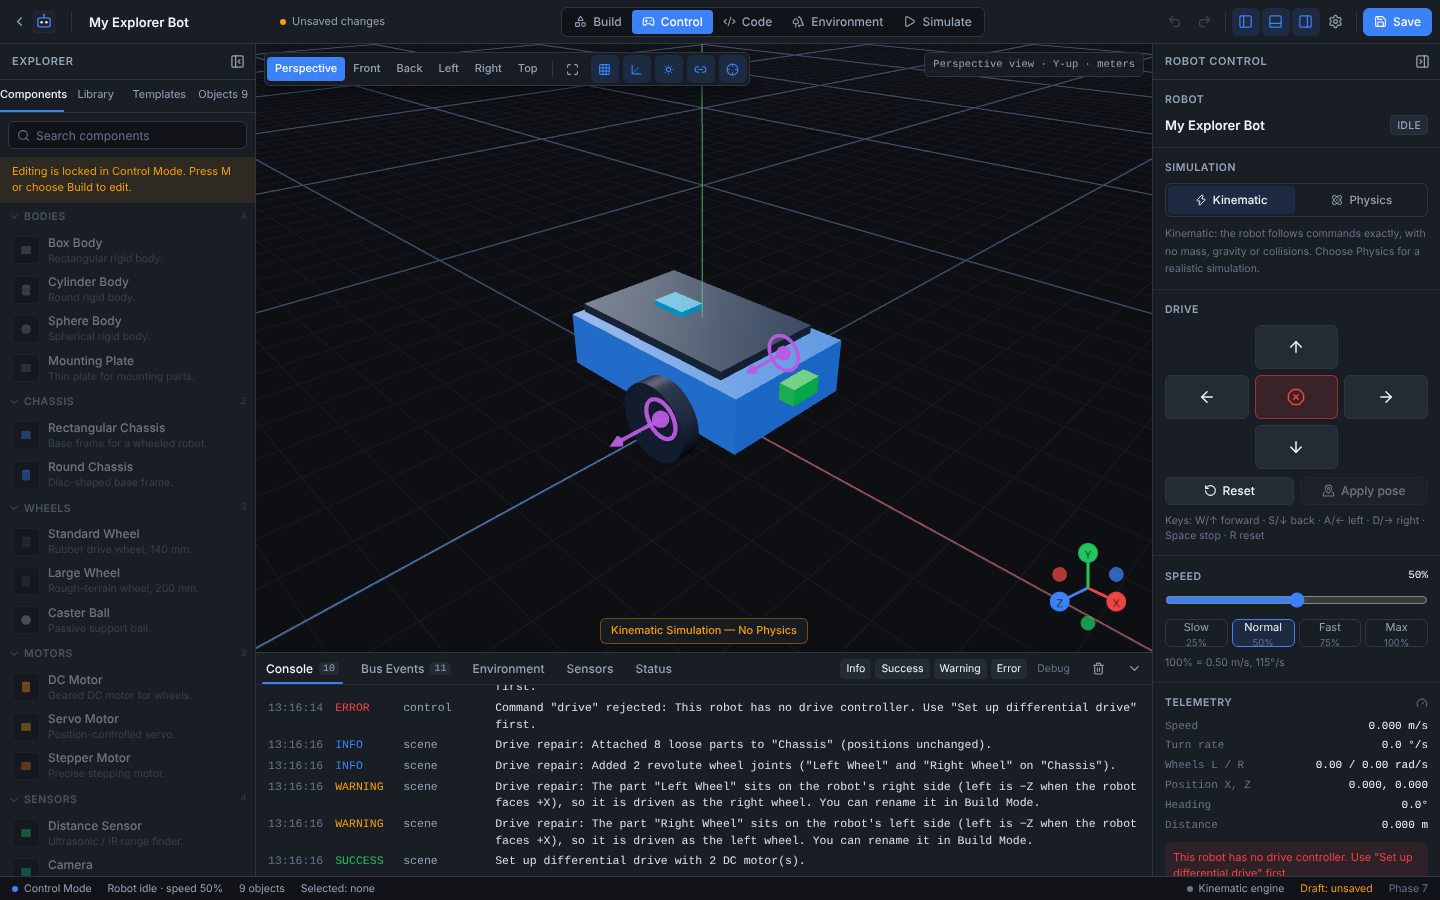 My Explorer Bot
Unsaved changes
Build
Control
Code
Environment
Simulate
Save
EXPLORER
Components
Library
Templates
Objects 9
Search components
Editing is locked in Control Mode. Press M
or choose Build to edit.
BODIES 4
Box Body
Rectangular rigid body.
Cylinder Body
Round rigid body.
Sphere Body
Spherical rigid body.
Mounting Plate
Thin plate for mounting parts.
CHASSIS 2
Rectangular Chassis
Base frame for a wheeled robot.
Round Chassis
Disc-shaped base frame.
WHEELS 3
Standard Wheel
Rubber drive wheel, 140 mm.
Large Wheel
Rough-terrain wheel, 200 mm.
Caster Ball
Passive support ball.
MOTORS 3
DC Motor
Geared DC motor for wheels.
Servo Motor
Position-controlled servo.
Stepper Motor
Precise stepping motor.
SENSORS 4
Distance Sensor
Ultrasonic / IR range finder.
Camera
Perspective
Front
Back
Left
Right
Top
Perspective view · Y-up · meters
Y
Z
X
Kinematic Simulation — No Physics
Console 10
Bus Events 11
Environment
Sensors
Status
Info
Success
Warning
Error
Debug
first.
13:16:14 ERROR control Command "drive" rejected: This robot has no drive controller. Use "Set up differential drive"
first.
13:16:16 INFO scene Drive repair: Attached 8 loose parts to "Chassis" (positions unchanged).
13:16:16 INFO scene Drive repair: Added 2 revolute wheel joints ("Left Wheel" and "Right Wheel" on "Chassis").
13:16:16 WARNING scene Drive repair: The part "Left Wheel" sits on the robot's right side (left is −Z when the robot
faces +X), so it is driven as the right wheel. You can rename it in Build Mode.
13:16:16 WARNING scene Drive repair: The part "Right Wheel" sits on the robot's left side (left is −Z when the robot
faces +X), so it is driven as the left wheel. You can rename it in Build Mode.
13:16:16 SUCCESS scene Set up differential drive with 2 DC motor(s).
ROBOT CONTROL
ROBOT
My Explorer Bot IDLE
SIMULATION
Kinematic
Physics
Kinematic: the robot follows commands exactly, with
no mass, gravity or collisions. Choose Physics for a
realistic simulation.
DRIVE
Reset
Apply pose
Keys: W/↑ forward · S/↓ back · A/← left · D/→ right ·
Space stop · R reset
SPEED 50%
Slow
25%
Normal
50%
Fast
75%
Max
100%
100% = 0.50 m/s, 115°/s
TELEMETRY
Speed 0.000 m/s
Turn rate 0.0 °/s
Wheels L / R 0.00 / 0.00 rad/s
Position X, Z 0.000, 0.000
Heading 0.0°
Distance 0.000 m
This robot has no drive controller. Use "Set up
differential drive" first
Control Mode
Robot idle · speed 50%
9 objects
Selected: none
Kinematic engine
Draft: unsaved
Phase 7